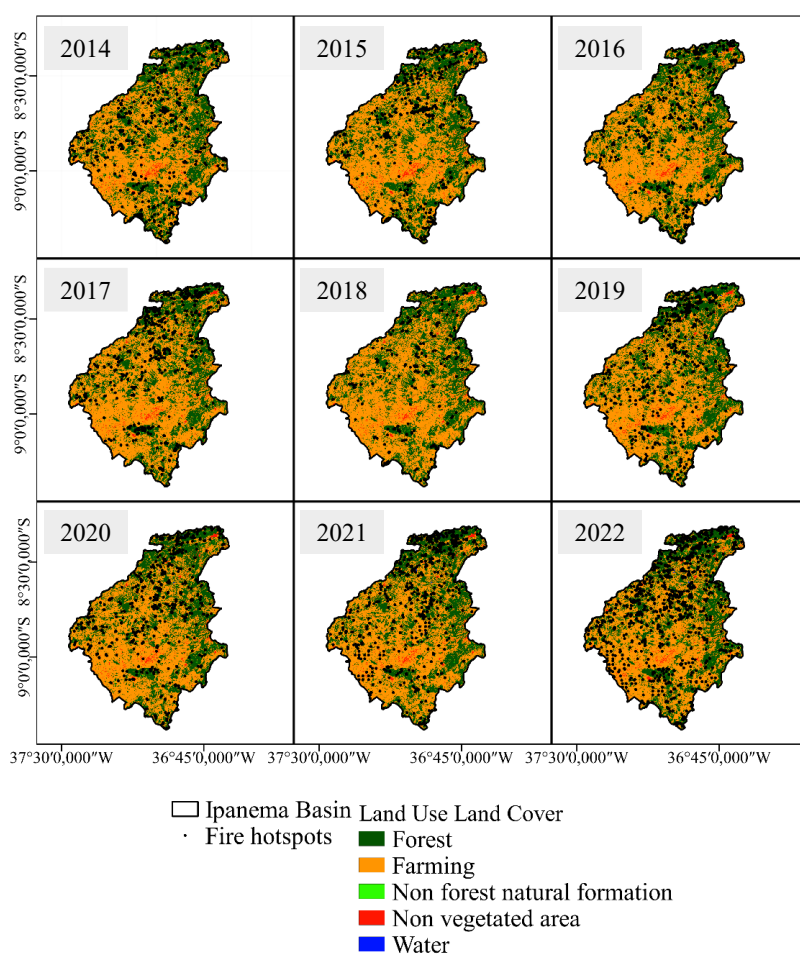 2014
2015
2016
8°30'0,000"S
9°0'0,000"S
2017
2018
2019
8°30'0,000"S
9°0'0,000"S
2020
2021
2022
8°30'0,000"S
9°0'0,000"S
37°30'0,000"W
36°45'0,000"W
37°30'0,000"W
36°45'0,000"W
37°30'0,000"W
36°45'0,000"W
Ipanema Basin
Fire hotspots
Land Use Land Cover
Forest
Farming
Non forest natural formation
Non vegetated area
Water